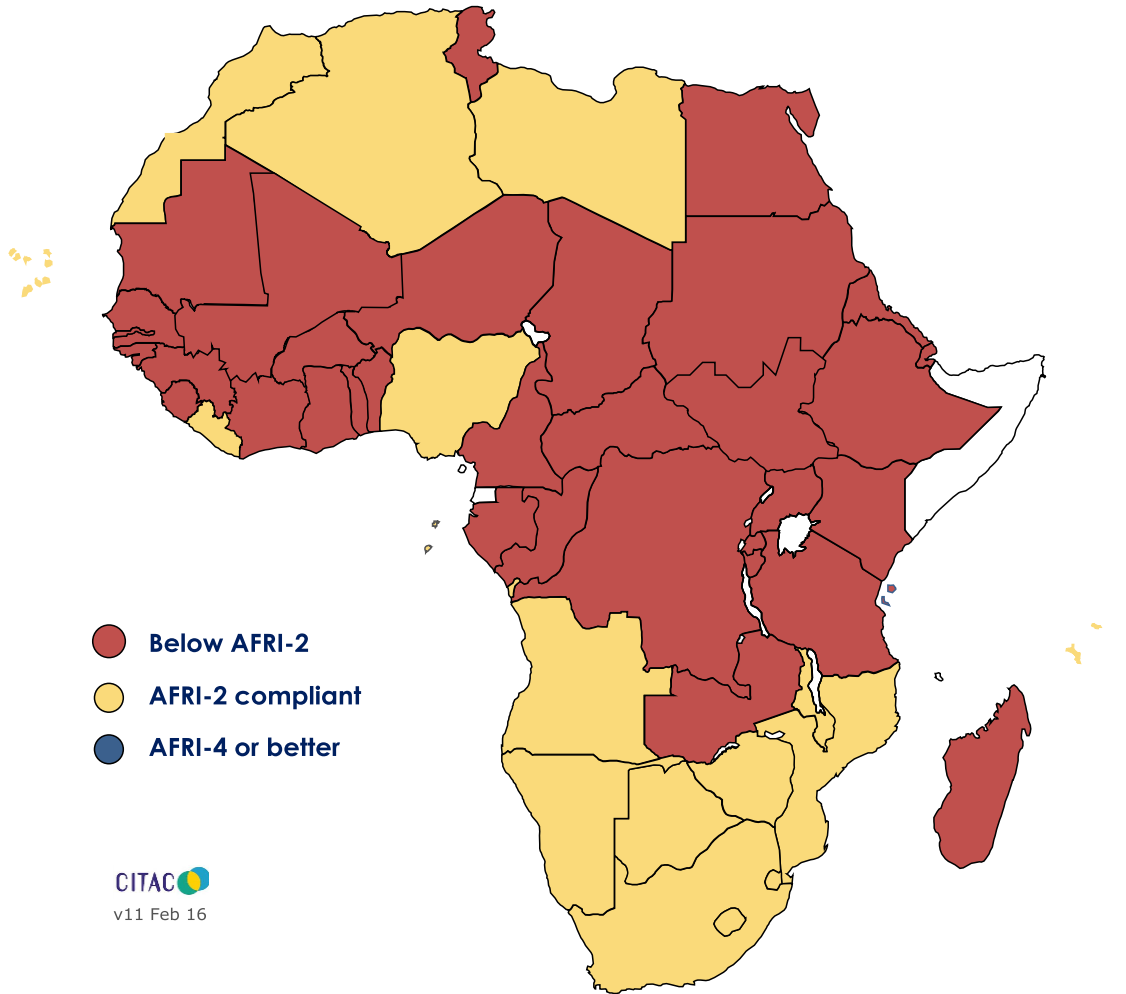 Below AFRI-2
AFRI-2 compliant
AFRI-4 or better
CITAC
v11 Feb 16